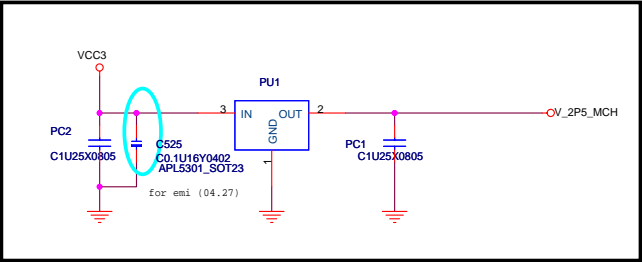 VCC3
PU1
3
IN
OUT
2
V_2P5_MCH
GND
1
PC2
C1U25X0805
C525
C0.1U16Y0402
APL5301_SOT23
PC1
C1U25X0805
for emi (04.27)